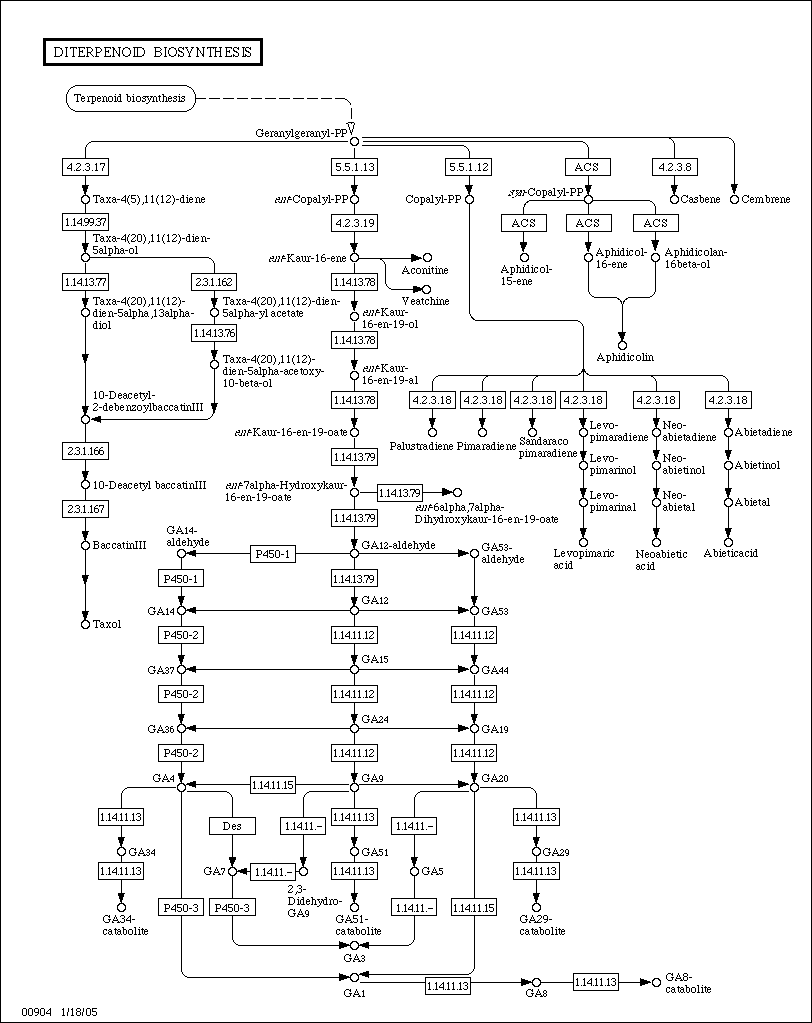 DITERPENOID BIOSYNTHESIS
Terpenoid biosynthesis
Geranylgeranyl-PP
4.2.3.17
5.5.1.13
5.5.1.12
ACS
4.2.3.8
Taxa-4(5),11(12)-diene
ent-Copalyl-PP
Copalyl-PP
syn-Copalyl-PP
Casbene
Cembrene
1.14.99.37
4.2.3.19
ACS
ACS
ACS
Taxa-4(20),11(12)-dien-
5alpha-ol
ent-Kaur-16-ene
Aconitine
Aphidicol-
15-ene
Aphidicol-
16-ene
Aphidicolan-
16beta-ol
1.14.13.77
2.3.1.162
1.14.13.78
Veatchine
Taxa-4(20),11(12)-
dien-5alpha,13alpha-
diol
Taxa-4(20),11(12)-dien-
5alpha-yl acetate
ent-Kaur-
16-en-19-ol
1.14.13.76
1.14.13.78
Aphidicolin
Taxa-4(20),11(12)-
dien-5alpha-acetoxy-
10-beta-ol
ent-Kaur-
16-en-19-al
10-Deacetyl-
2-debenzoylbaccatinIII
1.14.13.78
4.2.3.18
4.2.3.18
4.2.3.18
4.2.3.18
4.2.3.18
4.2.3.18
ent-Kaur-16-en-19-oate
Palustradiene
Pimaradiene
Sandaraco
pimaradiene
Levo-
pimaradiene
Neo-
abietadiene
Abietadiene
2.3.1.166
1.14.13.79
Levo-
pimarinol
Neo-
abietinol
Abietinol
10-Deacetyl baccatinIII
ent-7alpha-Hydroxykaur-
16-en-19-oate
1.14.13.79
ent-6alpha,7alpha-
Dihydroxykaur-16-en-19-oate
Levo-
pimarinal
Neo-
abietal
Abietal
2.3.1.167
1.14.13.79
BaccatinIII
GA14-
aldehyde
P450-1
GA12-aldehyde
GA53-
aldehyde
Levopimaric
acid
Neoabietic
acid
Abieticacid
P450-1
1.14.13.79
GA14
GA12
GA53
Taxol
P450-2
1.14.11.12
1.14.11.12
GA37
GA15
GA44
P450-2
1.14.11.12
1.14.11.12
GA36
GA24
GA19
P450-2
1.14.11.12
1.14.11.12
GA4
1.14.11.15
GA9
GA20
1.14.11.13
Des
1.14.11.-
1.14.11.13
1.14.11.-
1.14.11.13
GA34
GA51
GA29
1.14.11.13
GA7
1.14.11.-
1.14.11.13
GA5
1.14.11.13
2,3-
Didehydro-
GA9
P450-3
P450-3
1.14.11.-
1.14.11.15
GA34-
catabolite
GA51-
catabolite
GA29-
catabolite
GA3
GA1
1.14.11.13
GA8
1.14.11.13
GA8-
catabolite
00904 1/18/05